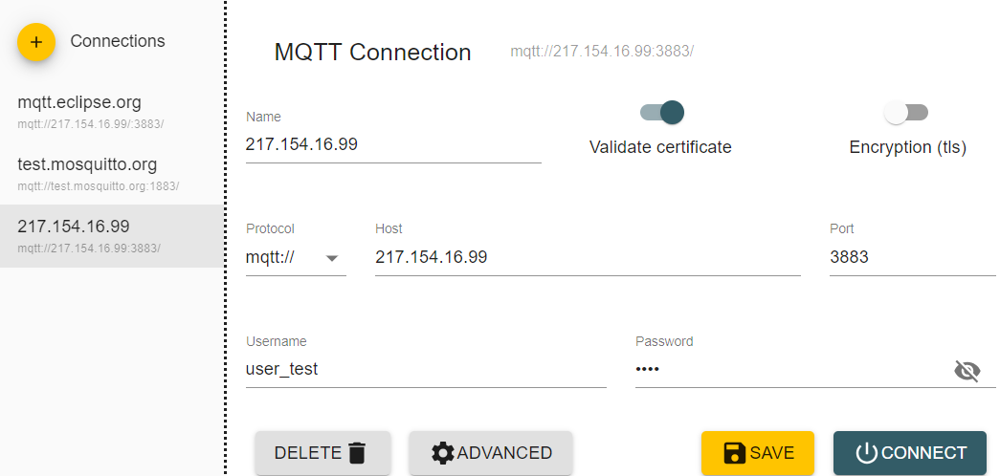 + Connections
mqtt.eclipse.org
mqtt://217.154.16.99/:3883/
test.mosquitto.org
mqtt://test.mosquitto.org:1883/
217.154.16.99
mqtt://217.154.16.99:3883/
MQTT Connection mqtt://217.154.16.99:3883/
Name
217.154.16.99
Validate certificate
Encryption (tls)
Protocol Host Port
mqtt:// 217.154.16.99 3883
Username Password
user_test ••••
DELETE ADVANCED SAVE CONNECT